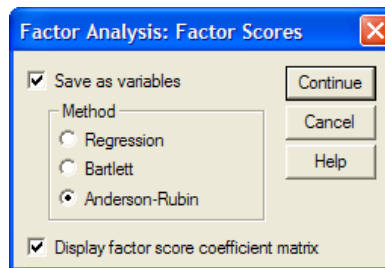 Factor Analysis: Factor Scores
Save as variables
Method
Regression
Bartlett
Anderson-Rubin
Display factor score coefficient matrix
Continue
Cancel
Help